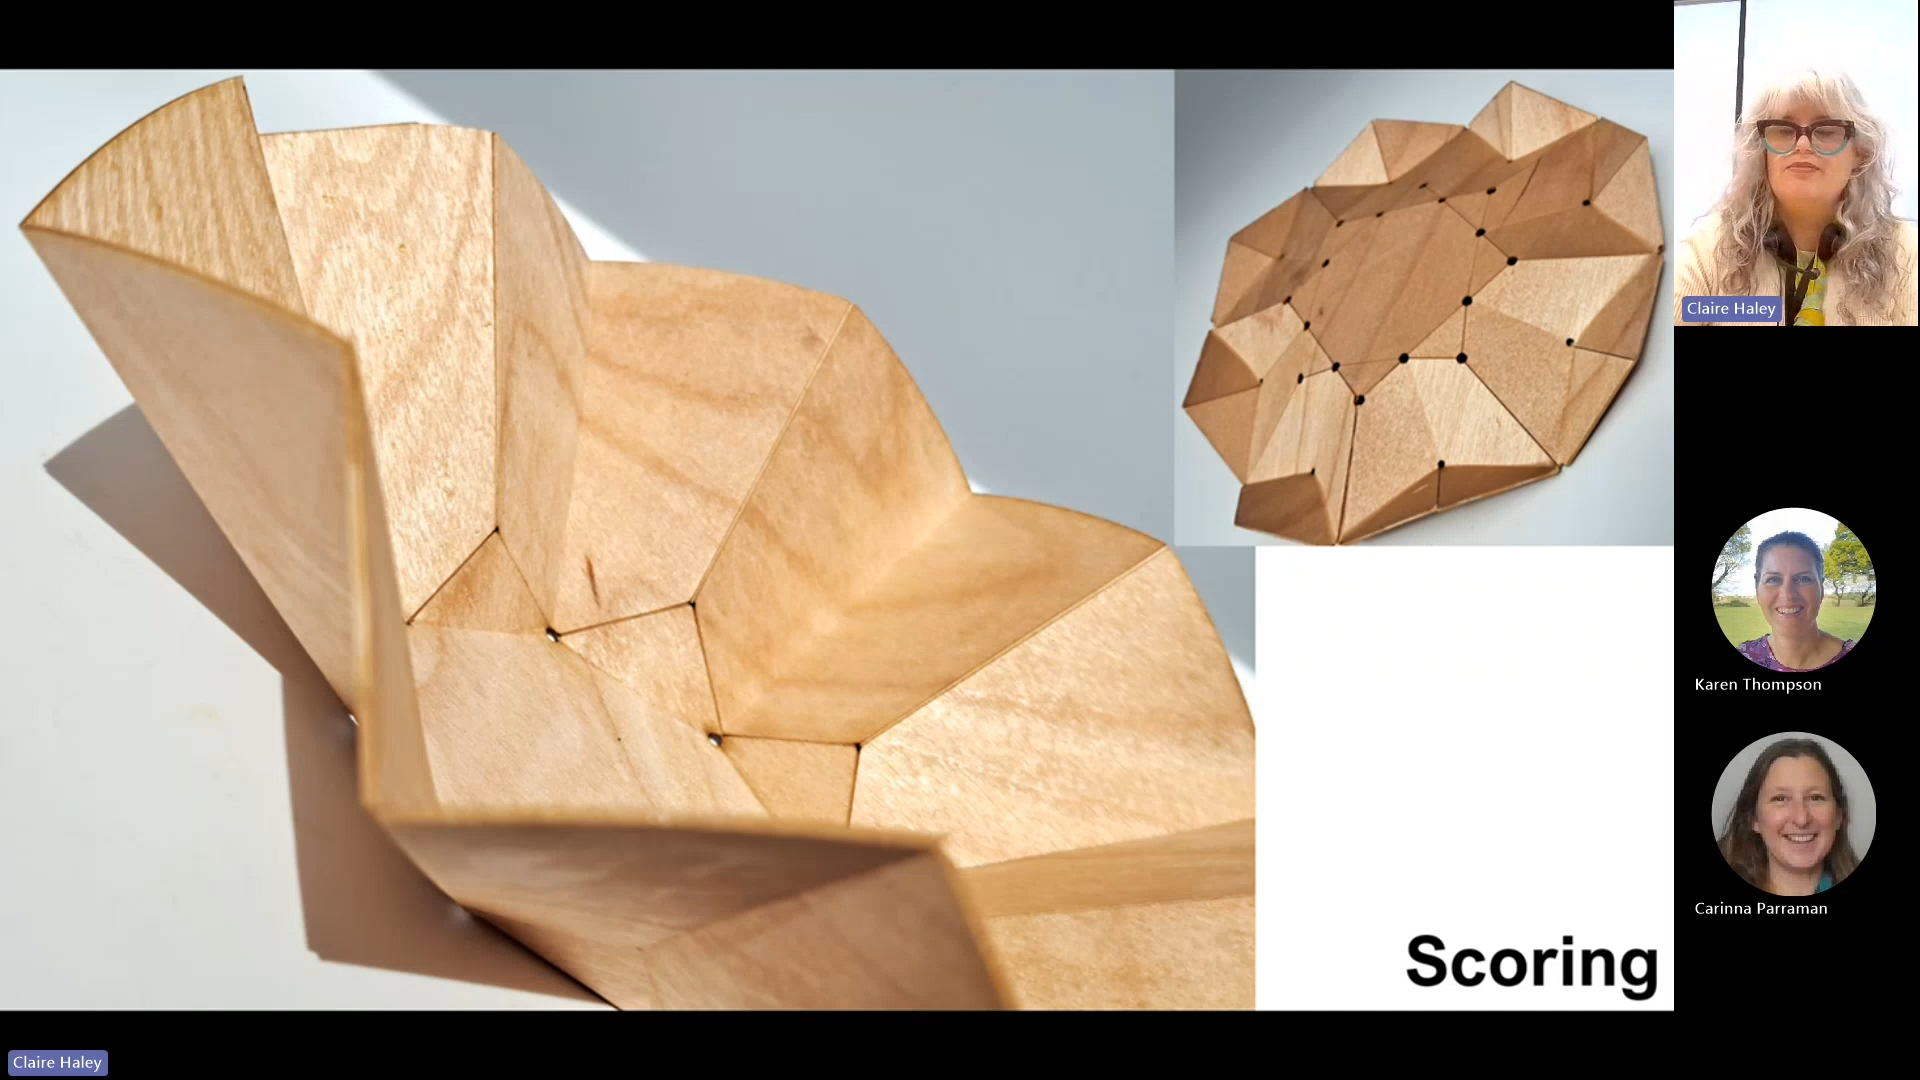 Claire Haley
Karen Thompson
Carinna Parraman
Scoring
Claire Haley